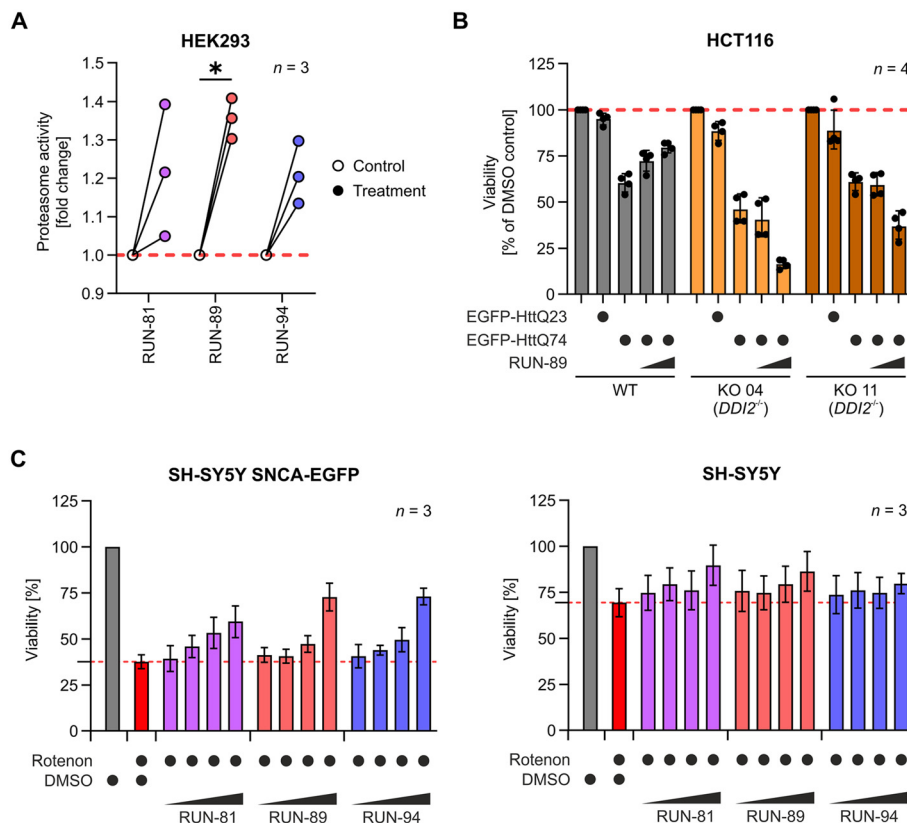 A
HEK293
n = 3
Proteasome activity
[fold change]
1.5
1.4
1.3
1.2
1.1
1.0
0.9
Control
Treatment
*
RUN-81
RUN-89
RUN-94
B
HCT116
n = 4
Viability
[% of DMSO control]
125
100
75
50
25
0
EGFP-HttQ23
EGFP-HttQ74
RUN-89
WT
KO 04
(DDI2-/-)
KO 11
(DDI2-/-)
C
SH-SY5Y SNCA-EGFP
n = 3
Viability [%]
125
100
75
50
25
0
Rotenon
DMSO
RUN-81
RUN-89
RUN-94
SH-SY5Y
n = 3
Viability [%]
125
100
75
50
25
0
Rotenon
DMSO
RUN-81
RUN-89
RUN-94